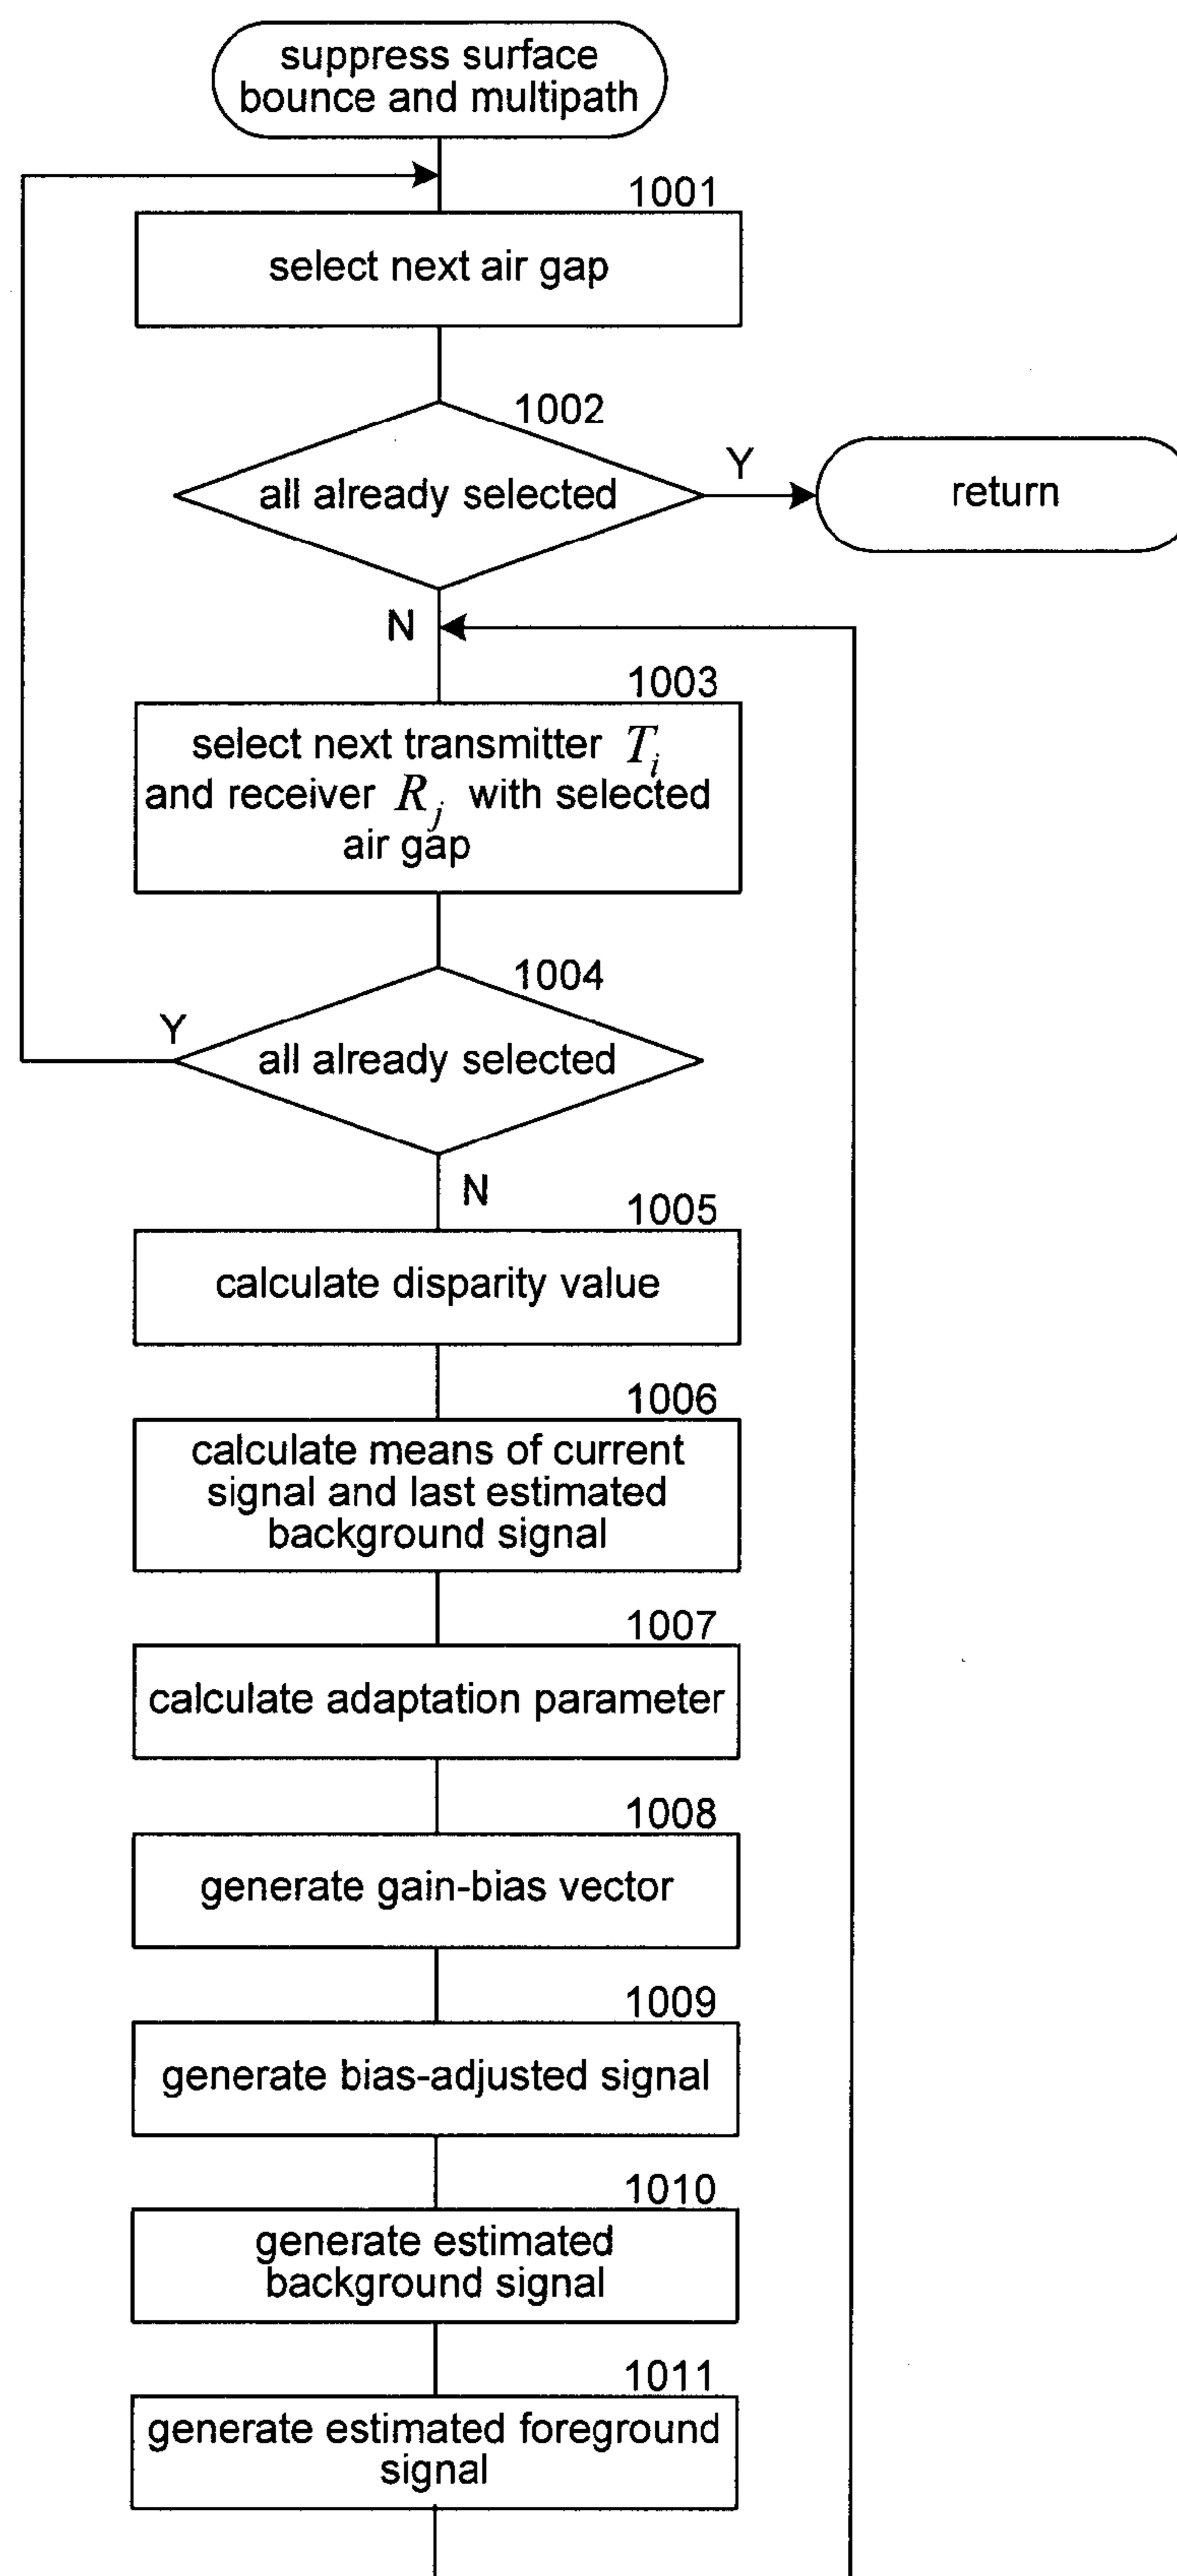 suppress surface
bounce and multipath
1001
select next air gap
1002
all already selected
Y
return
N
1003
select next transmitter T_i
and receiver R_j with selected
air gap
1004
Y
all already selected
N
1005
calculate disparity value
1006
calculate means of current
signal and last estimated
background signal
1007
calculate adaptation parameter
1008
generate gain-bias vector
1009
generate bias-adjusted signal
1010
generate estimated
background signal
1011
generate estimated foreground
signal